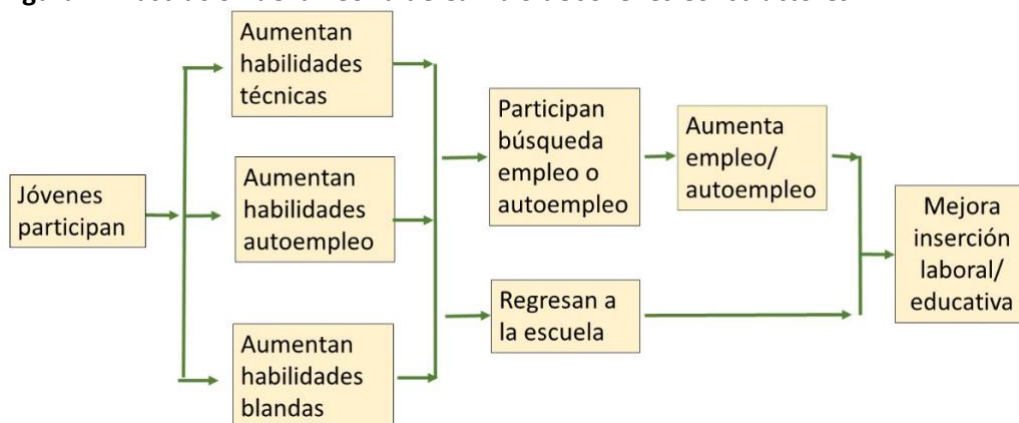 Aumentan
habilidades
técnicas
Participan
búsqueda
empleo o
autoempleo
Aumenta
empleo/
autoempleo
Jóvenes
participan
Aumentan
habilidades
autoempleo
Mejora
inserción
laboral/
educativa
Regresan a
la escuela
Aumentan
habilidades
blandas